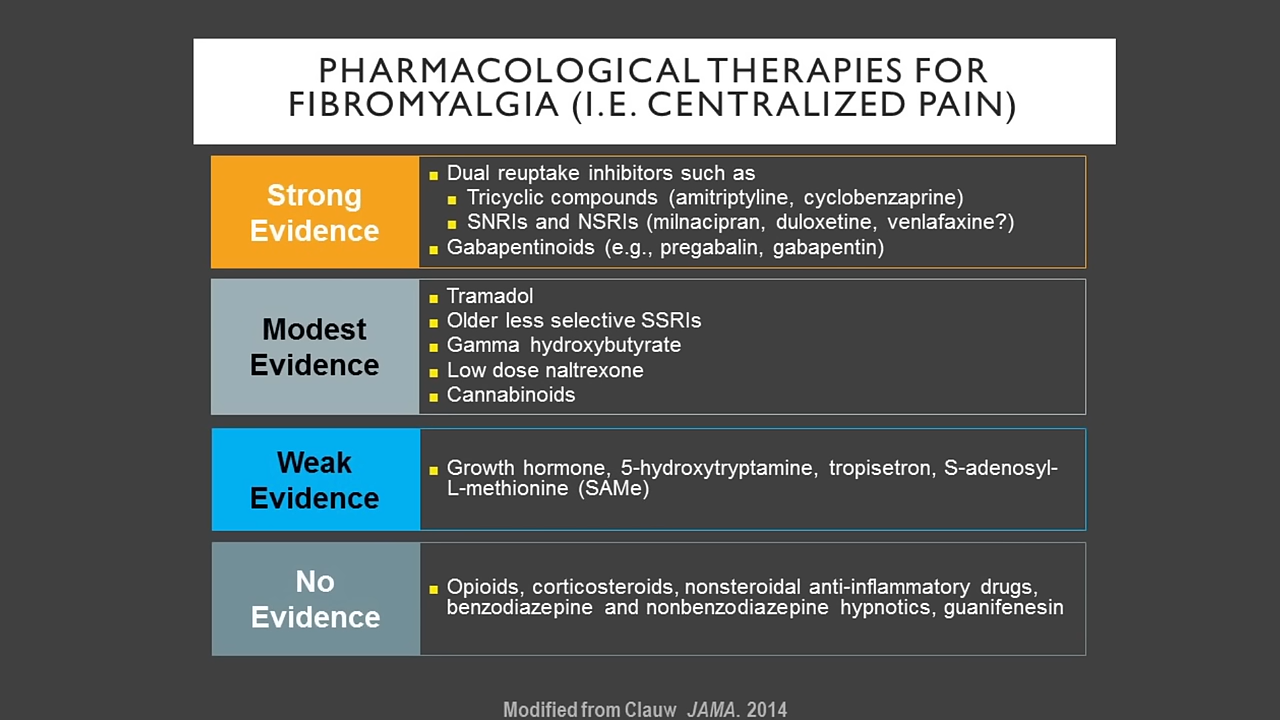 PHARMACOLOGICAL THERAPIES FOR
FIBROMYALGIA (I.E. CENTRALIZED PAIN)
Strong
Evidence
Dual reuptake inhibitors such as
Tricyclic compounds (amitriptyline, cyclobenzaprine)
SNRIs and NSRIs (milnacipran, duloxetine, venlafaxine?)
Gabapentinoids (e.g., pregabalin, gabapentin)
Modest
Evidence
Tramadol
Older less selective SSRIs
Gamma hydroxybutyrate
Low dose naltrexone
Cannabinoids
Weak
Evidence
Growth hormone, 5-hydroxytryptamine, tropisetron, S-adenosyl-
L-methionine (SAMe)
No
Evidence
Opioids, corticosteroids, nonsteroidal anti-inflammatory drugs,
benzodiazepine and nonbenzodiazepine hypnotics, guanifenesin
Modified from Clauw JAMA. 2014